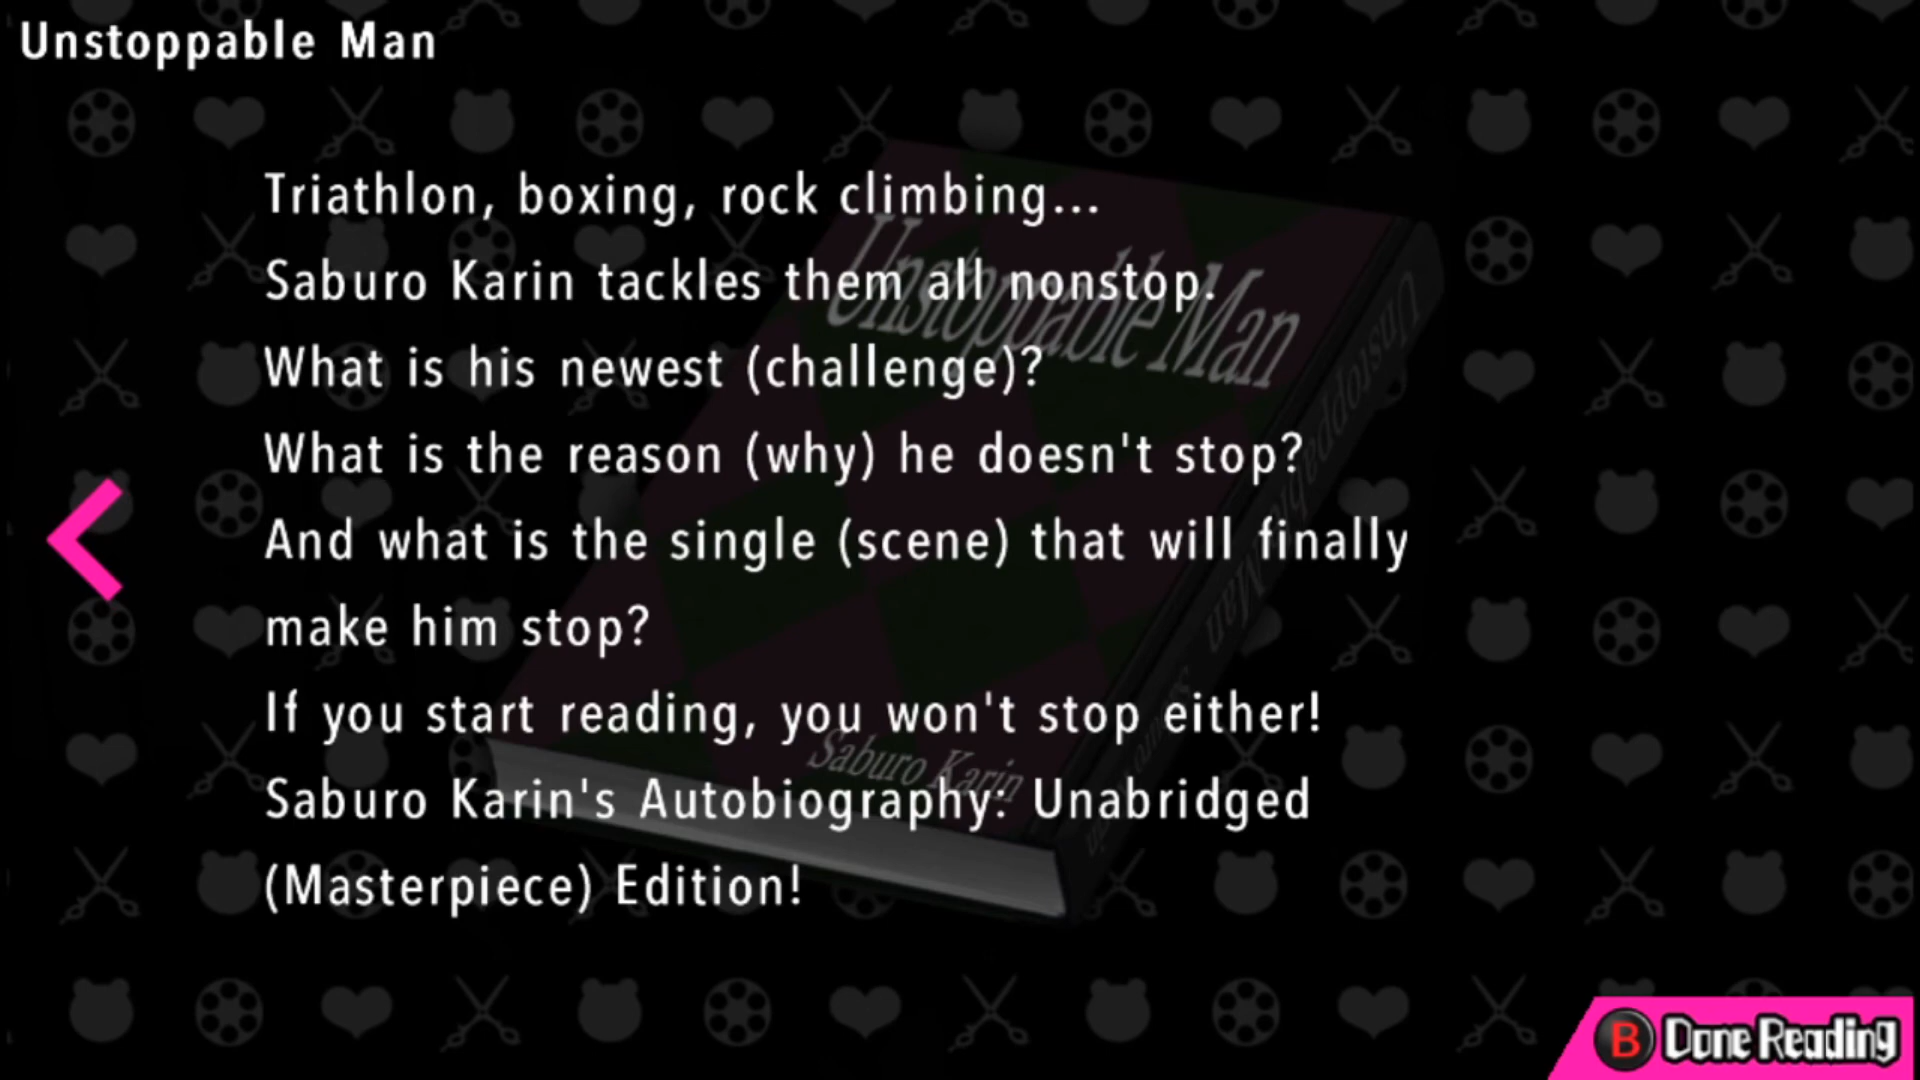 Unstoppable Man
Triathlon, boxing, rock climbing...
Saburo Karin tackles them all nonstop.
What is his newest (challenge)?
What is the reason (why) he doesn't stop?
And what is the single (scene) that will finally
make him stop?
If you start reading, you won't stop either!
Saburo Karin's Autobiography: Unabridged
(Masterpiece) Edition!
Unstoppable Man
Saburo Karin
Unstoppable Man
B Done Reading